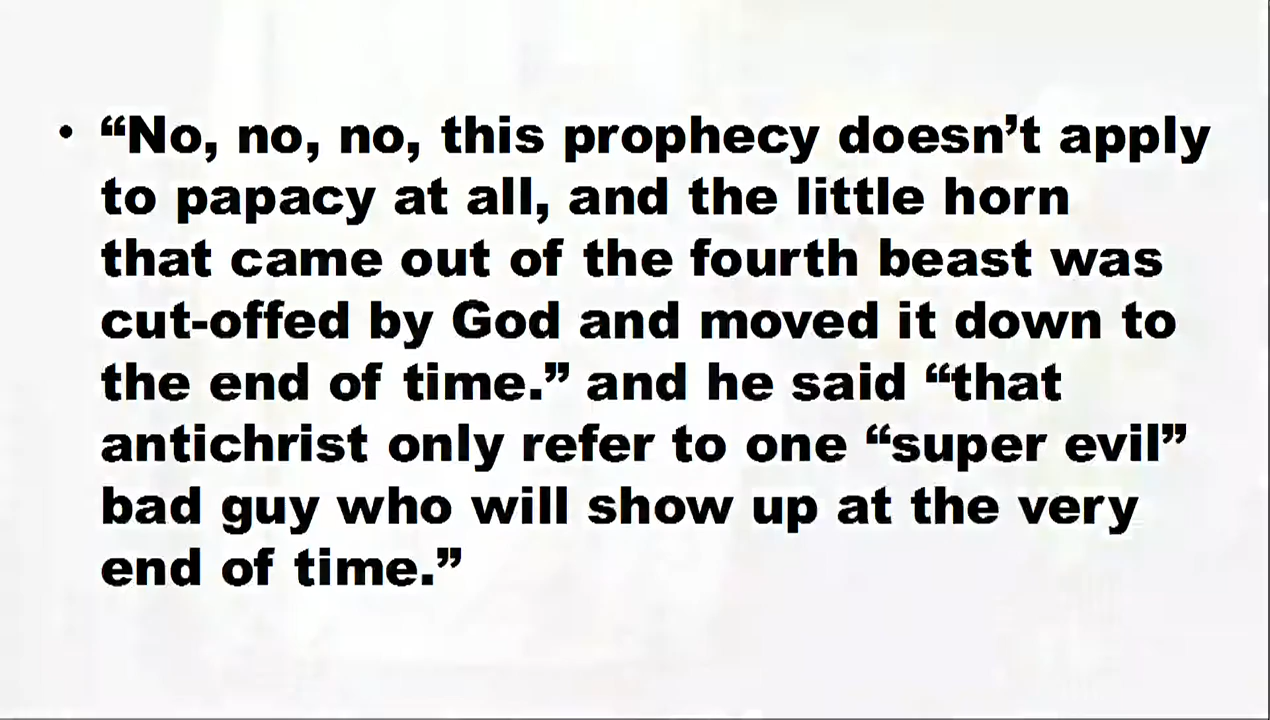 • “No, no, no, this prophecy doesn’t apply
to papacy at all, and the little horn
that came out of the fourth beast was
cut-offed by God and moved it down to
the end of time.” and he said “that
antichrist only refer to one “super evil”
bad guy who will show up at the very
end of time.”